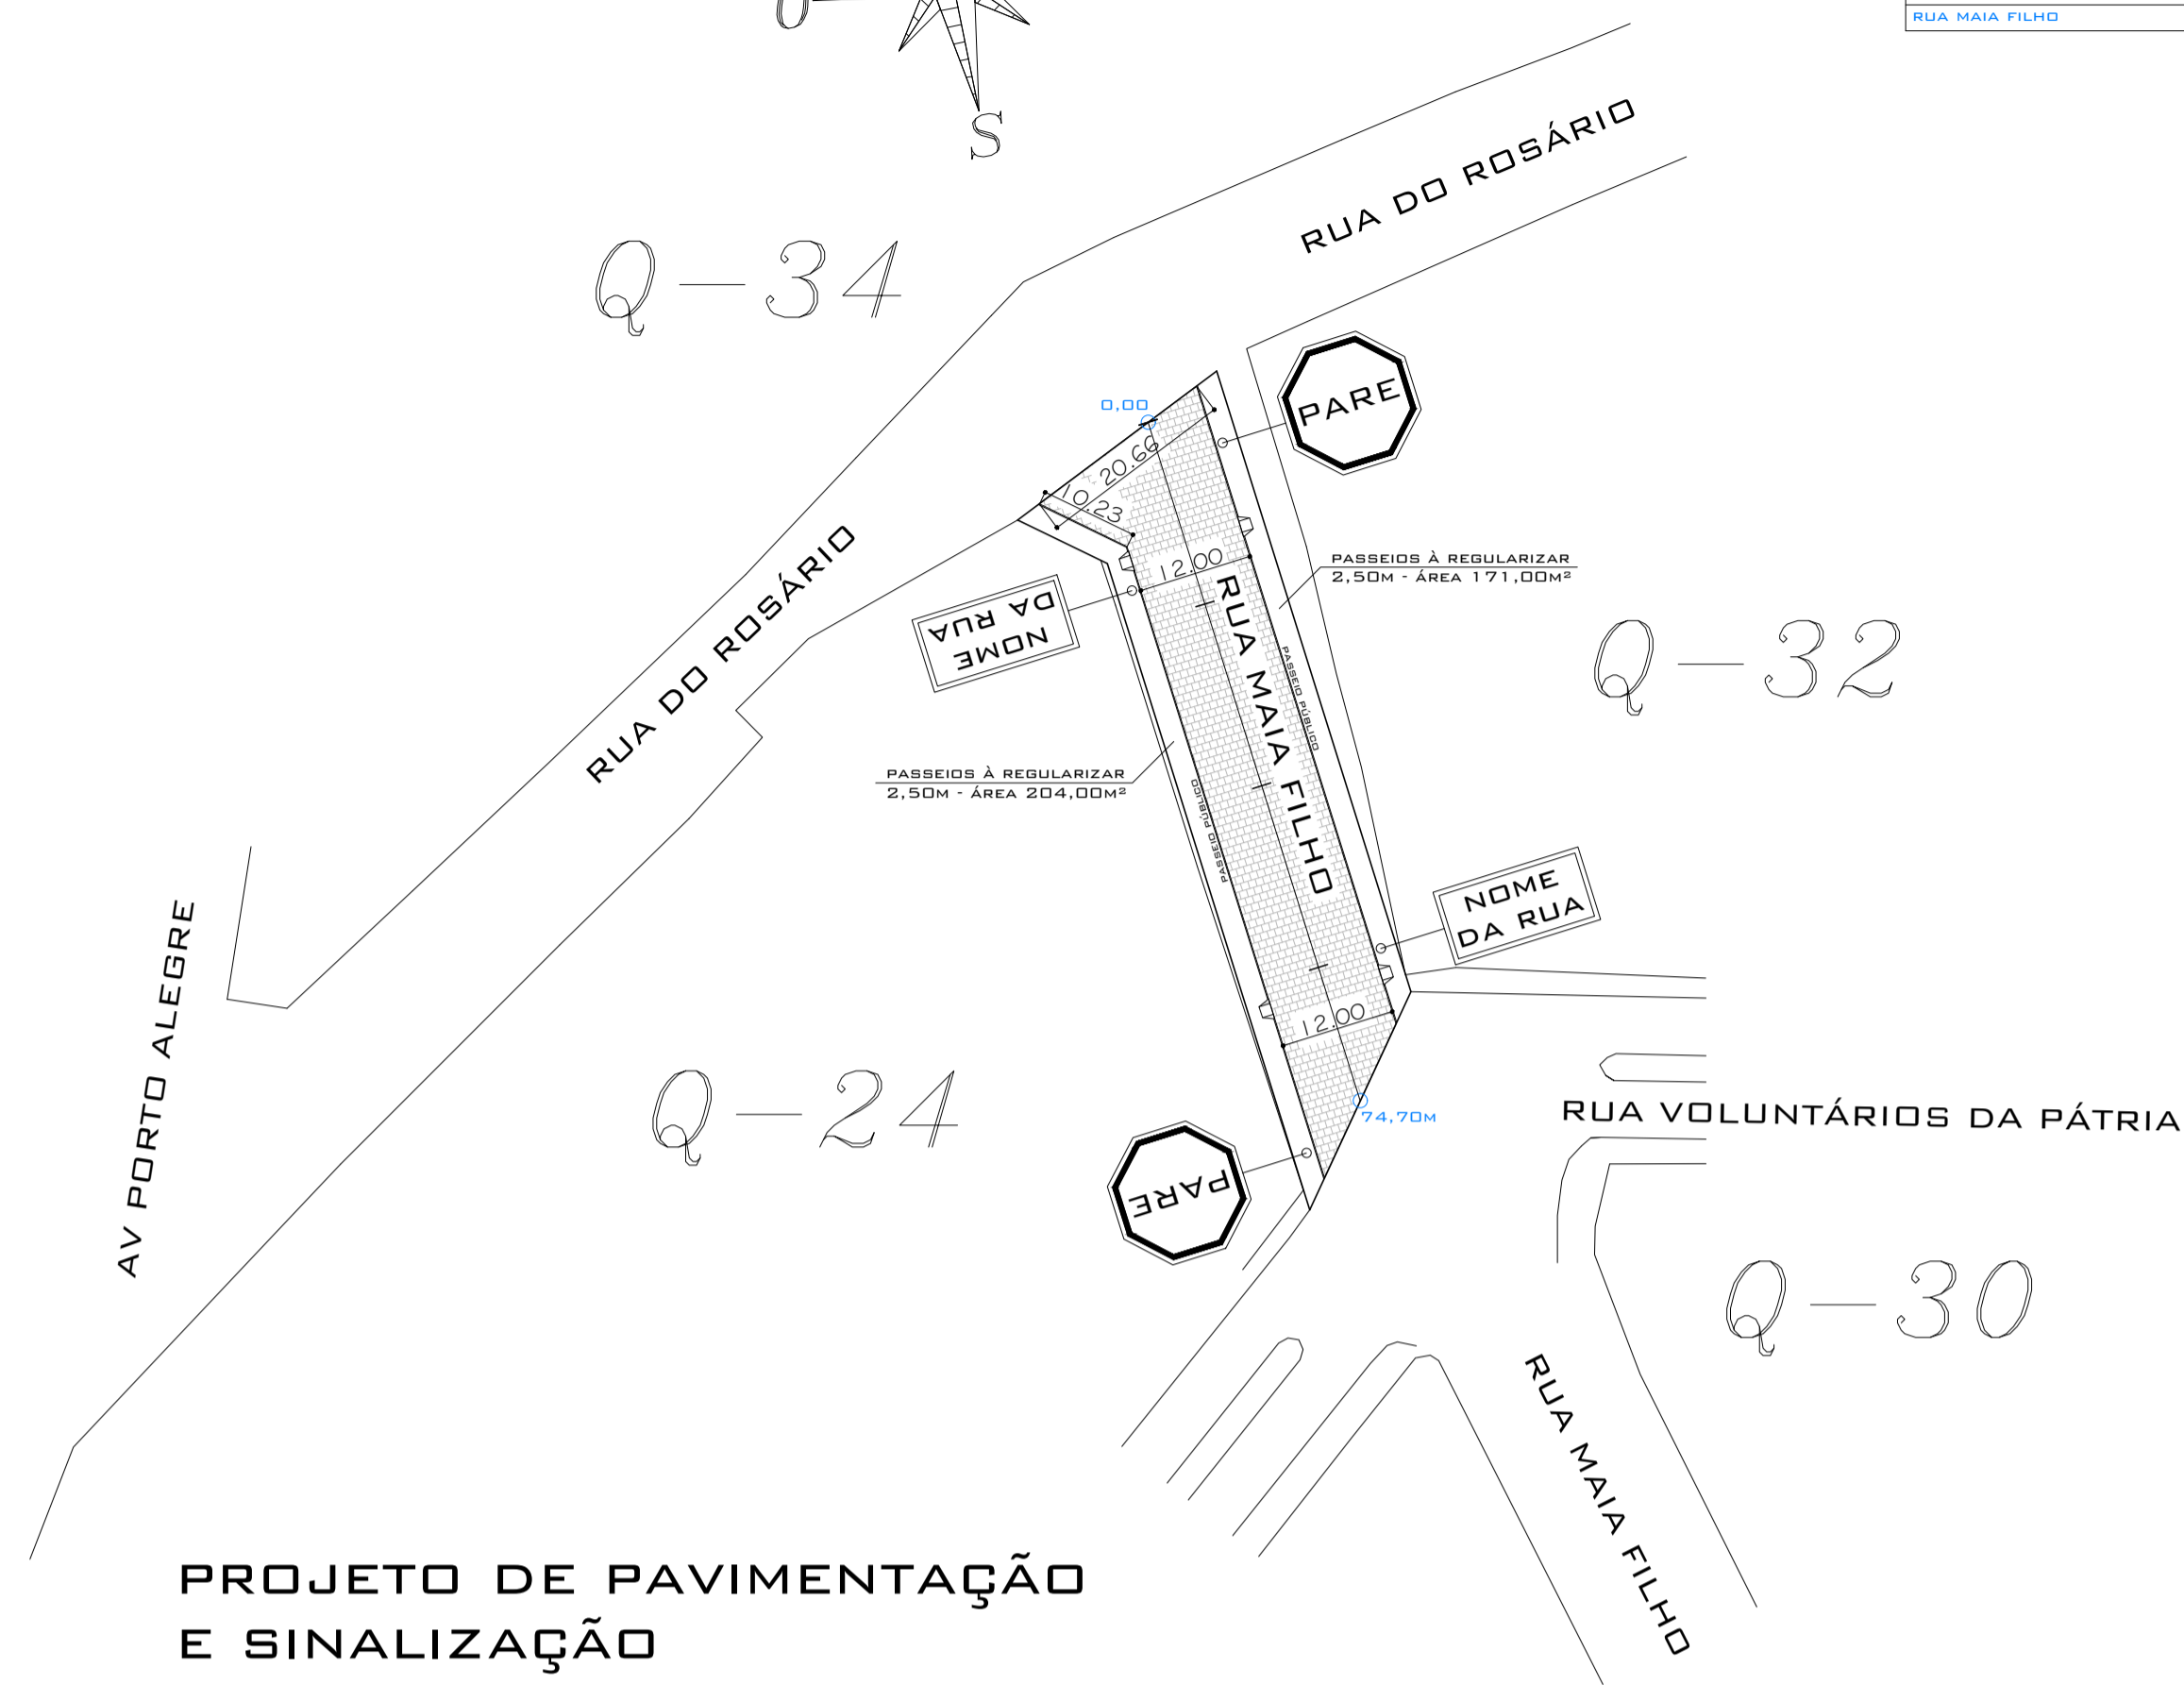 RUA MAIA FILHO
S
RUA DO ROSÁRIO
Q-34
PARE
0,00
20.66
10.23
12.00
PASSEIOS À REGULARIZAR
2,50M - ÁREA 171,00M²
NOME
DA RUA
RUA DO ROSÁRIO
RUA MAIA FILHO
PASSEIO PÚBLICO
Q-32
PASSEIOS À REGULARIZAR
2,50M - ÁREA 204,00M²
PASSEIO PÚBLICO
NOME
DA RUA
AV PORTO ALEGRE
12.00
Q-24
74,70M
RUA VOLUNTÁRIOS DA PÁTRIA
PARE
Q-30
RUA MAIA FILHO
PROJETO DE PAVIMENTAÇÃO
E SINALIZAÇÃO